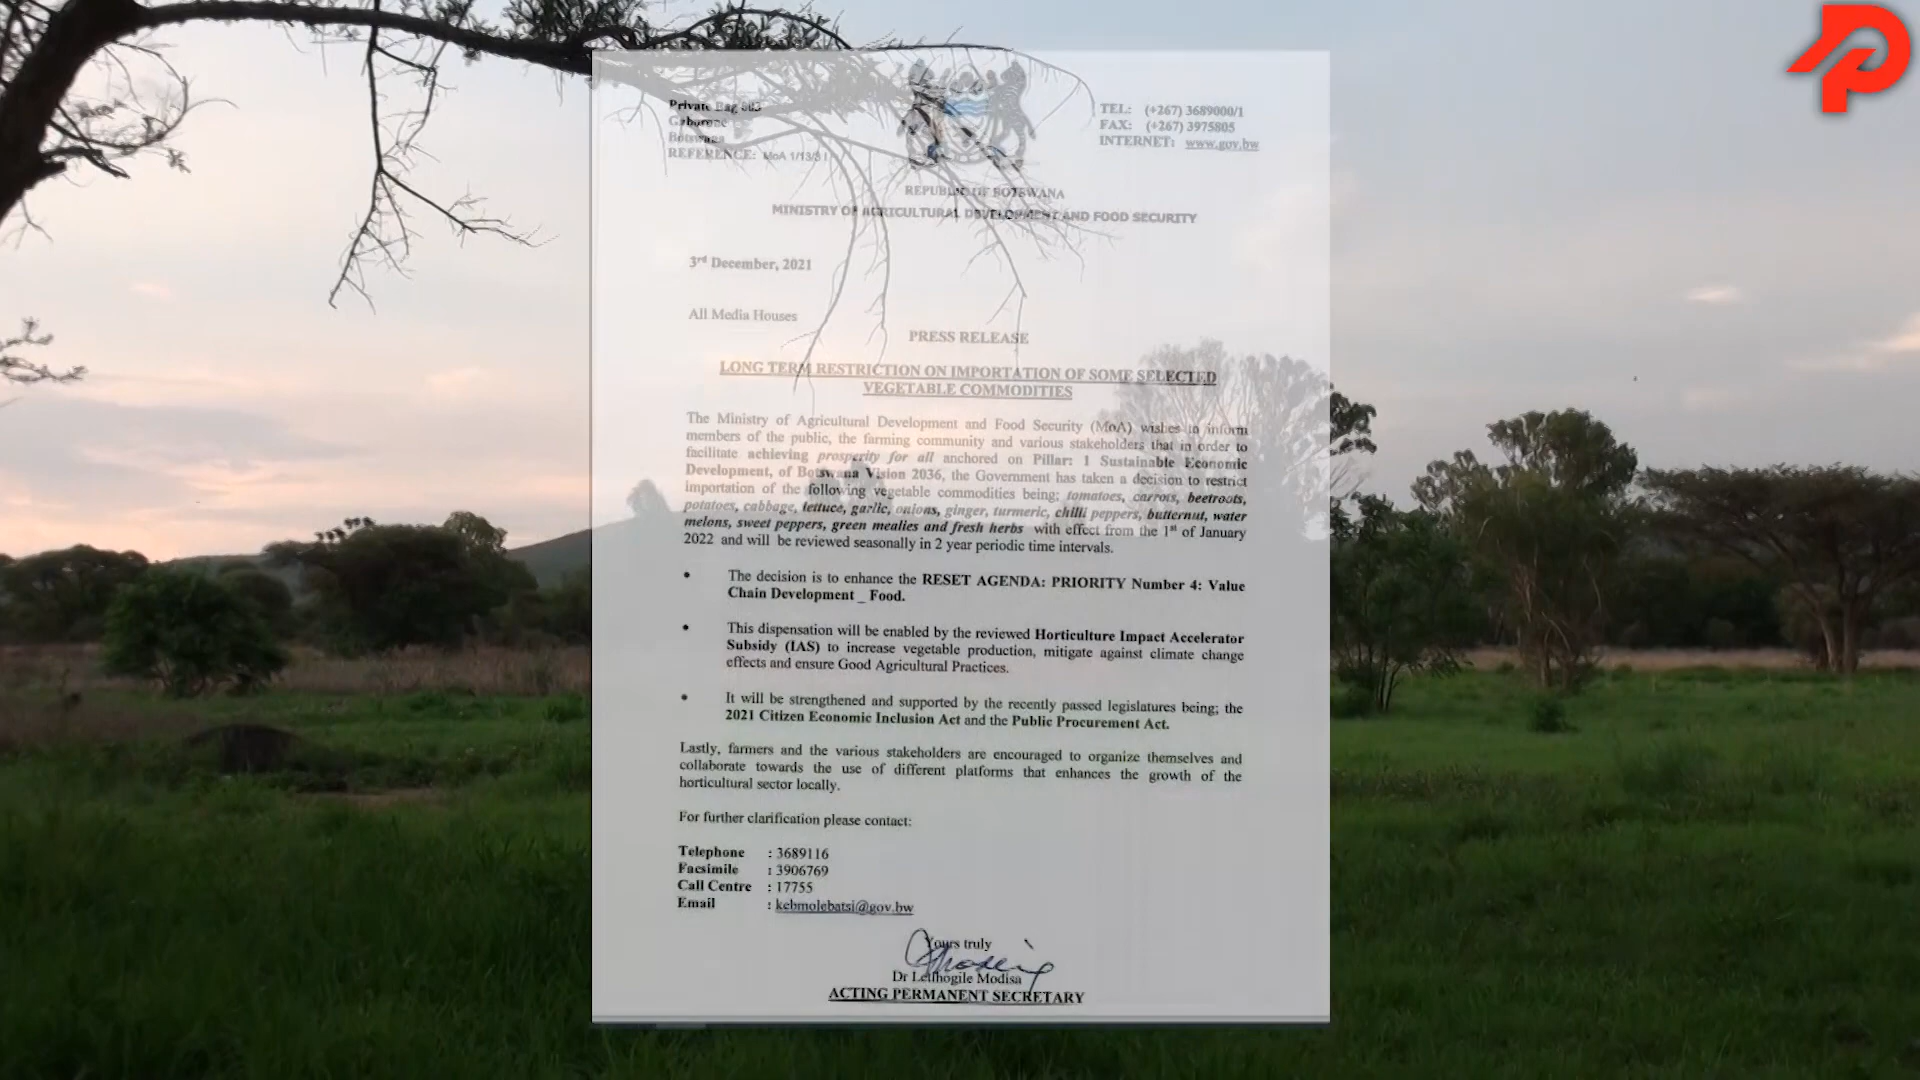 Private Bag 003
Gaborone
Botswana
REFERENCE: MoA 1/13/3 I
TEL: (+267) 3689000/1
FAX: (+267) 3975805
INTERNET: www.gov.bw
REPUBLIC OF BOTSWANA
MINISTRY OF AGRICULTURAL DEVELOPMENT AND FOOD SECURITY
3rd December, 2021
All Media Houses
PRESS RELEASE
LONG TERM RESTRICTION ON IMPORTATION OF SOME SELECTED
VEGETABLE COMMODITIES
The Ministry of Agricultural Development and Food Security (MoA) wishes to inform
members of the public, the farming community and various stakeholders that in order to
facilitate achieving prosperity for all anchored on Pillar: 1 Sustainable Economic
Development, of Botswana Vision 2036, the Government has taken a decision to restrict
importation of the following vegetable commodities being; tomatoes, carrots, beetroots,
potatoes, cabbage, lettuce, garlic, onions, ginger, turmeric, chilli peppers, butternut, water
melons, sweet peppers, green mealies and fresh herbs with effect from the 1st of January
2022 and will be reviewed seasonally in 2 year periodic time intervals.
• The decision is to enhance the RESET AGENDA: PRIORITY Number 4: Value
Chain Development _ Food.
• This dispensation will be enabled by the reviewed Horticulture Impact Accelerator
Subsidy (IAS) to increase vegetable production, mitigate against climate change
effects and ensure Good Agricultural Practices.
• It will be strengthened and supported by the recently passed legislatures being; the
2021 Citizen Economic Inclusion Act and the Public Procurement Act.
Lastly, farmers and the various stakeholders are encouraged to organize themselves and
collaborate towards the use of different platforms that enhances the growth of the
horticultural sector locally.
For further clarification please contact:
Telephone : 3689116
Facsimile : 3906769
Call Centre : 17755
Email : kebmolebatsi@gov.bw
Yours truly
Dr Letlhogile Modisa
ACTING PERMANENT SECRETARY